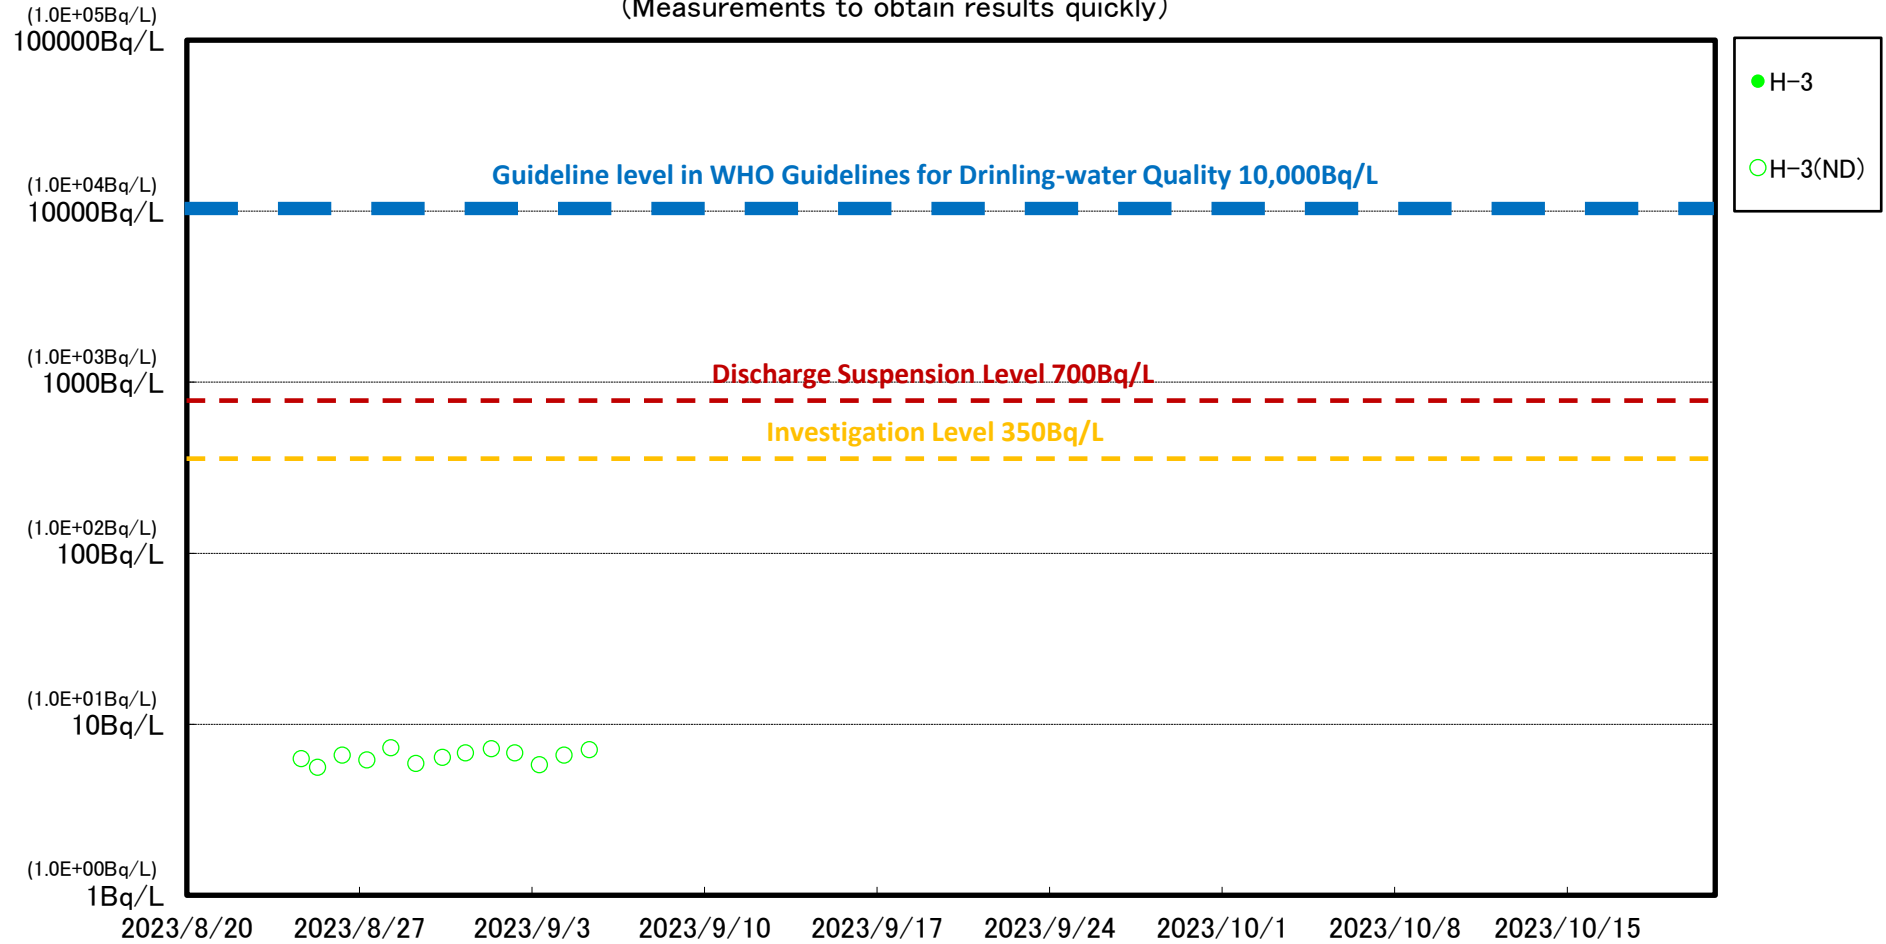 (Measurements to obtain results quickly)
(1.0E+05Bq/L)
100000Bq/L
H-3
H-3(ND)
Guideline level in WHO Guidelines for Drinling-water Quality 10,000Bq/L
(1.0E+04Bq/L)
10000Bq/L
(1.0E+03Bq/L)
1000Bq/L
Discharge Suspension Level 700Bq/L
Investigation Level 350Bq/L
(1.0E+02Bq/L)
100Bq/L
(1.0E+01Bq/L)
10Bq/L
(1.0E+00Bq/L)
1Bq/L
2023/8/20 2023/8/27 2023/9/3 2023/9/10 2023/9/17 2023/9/24 2023/10/1 2023/10/8 2023/10/15